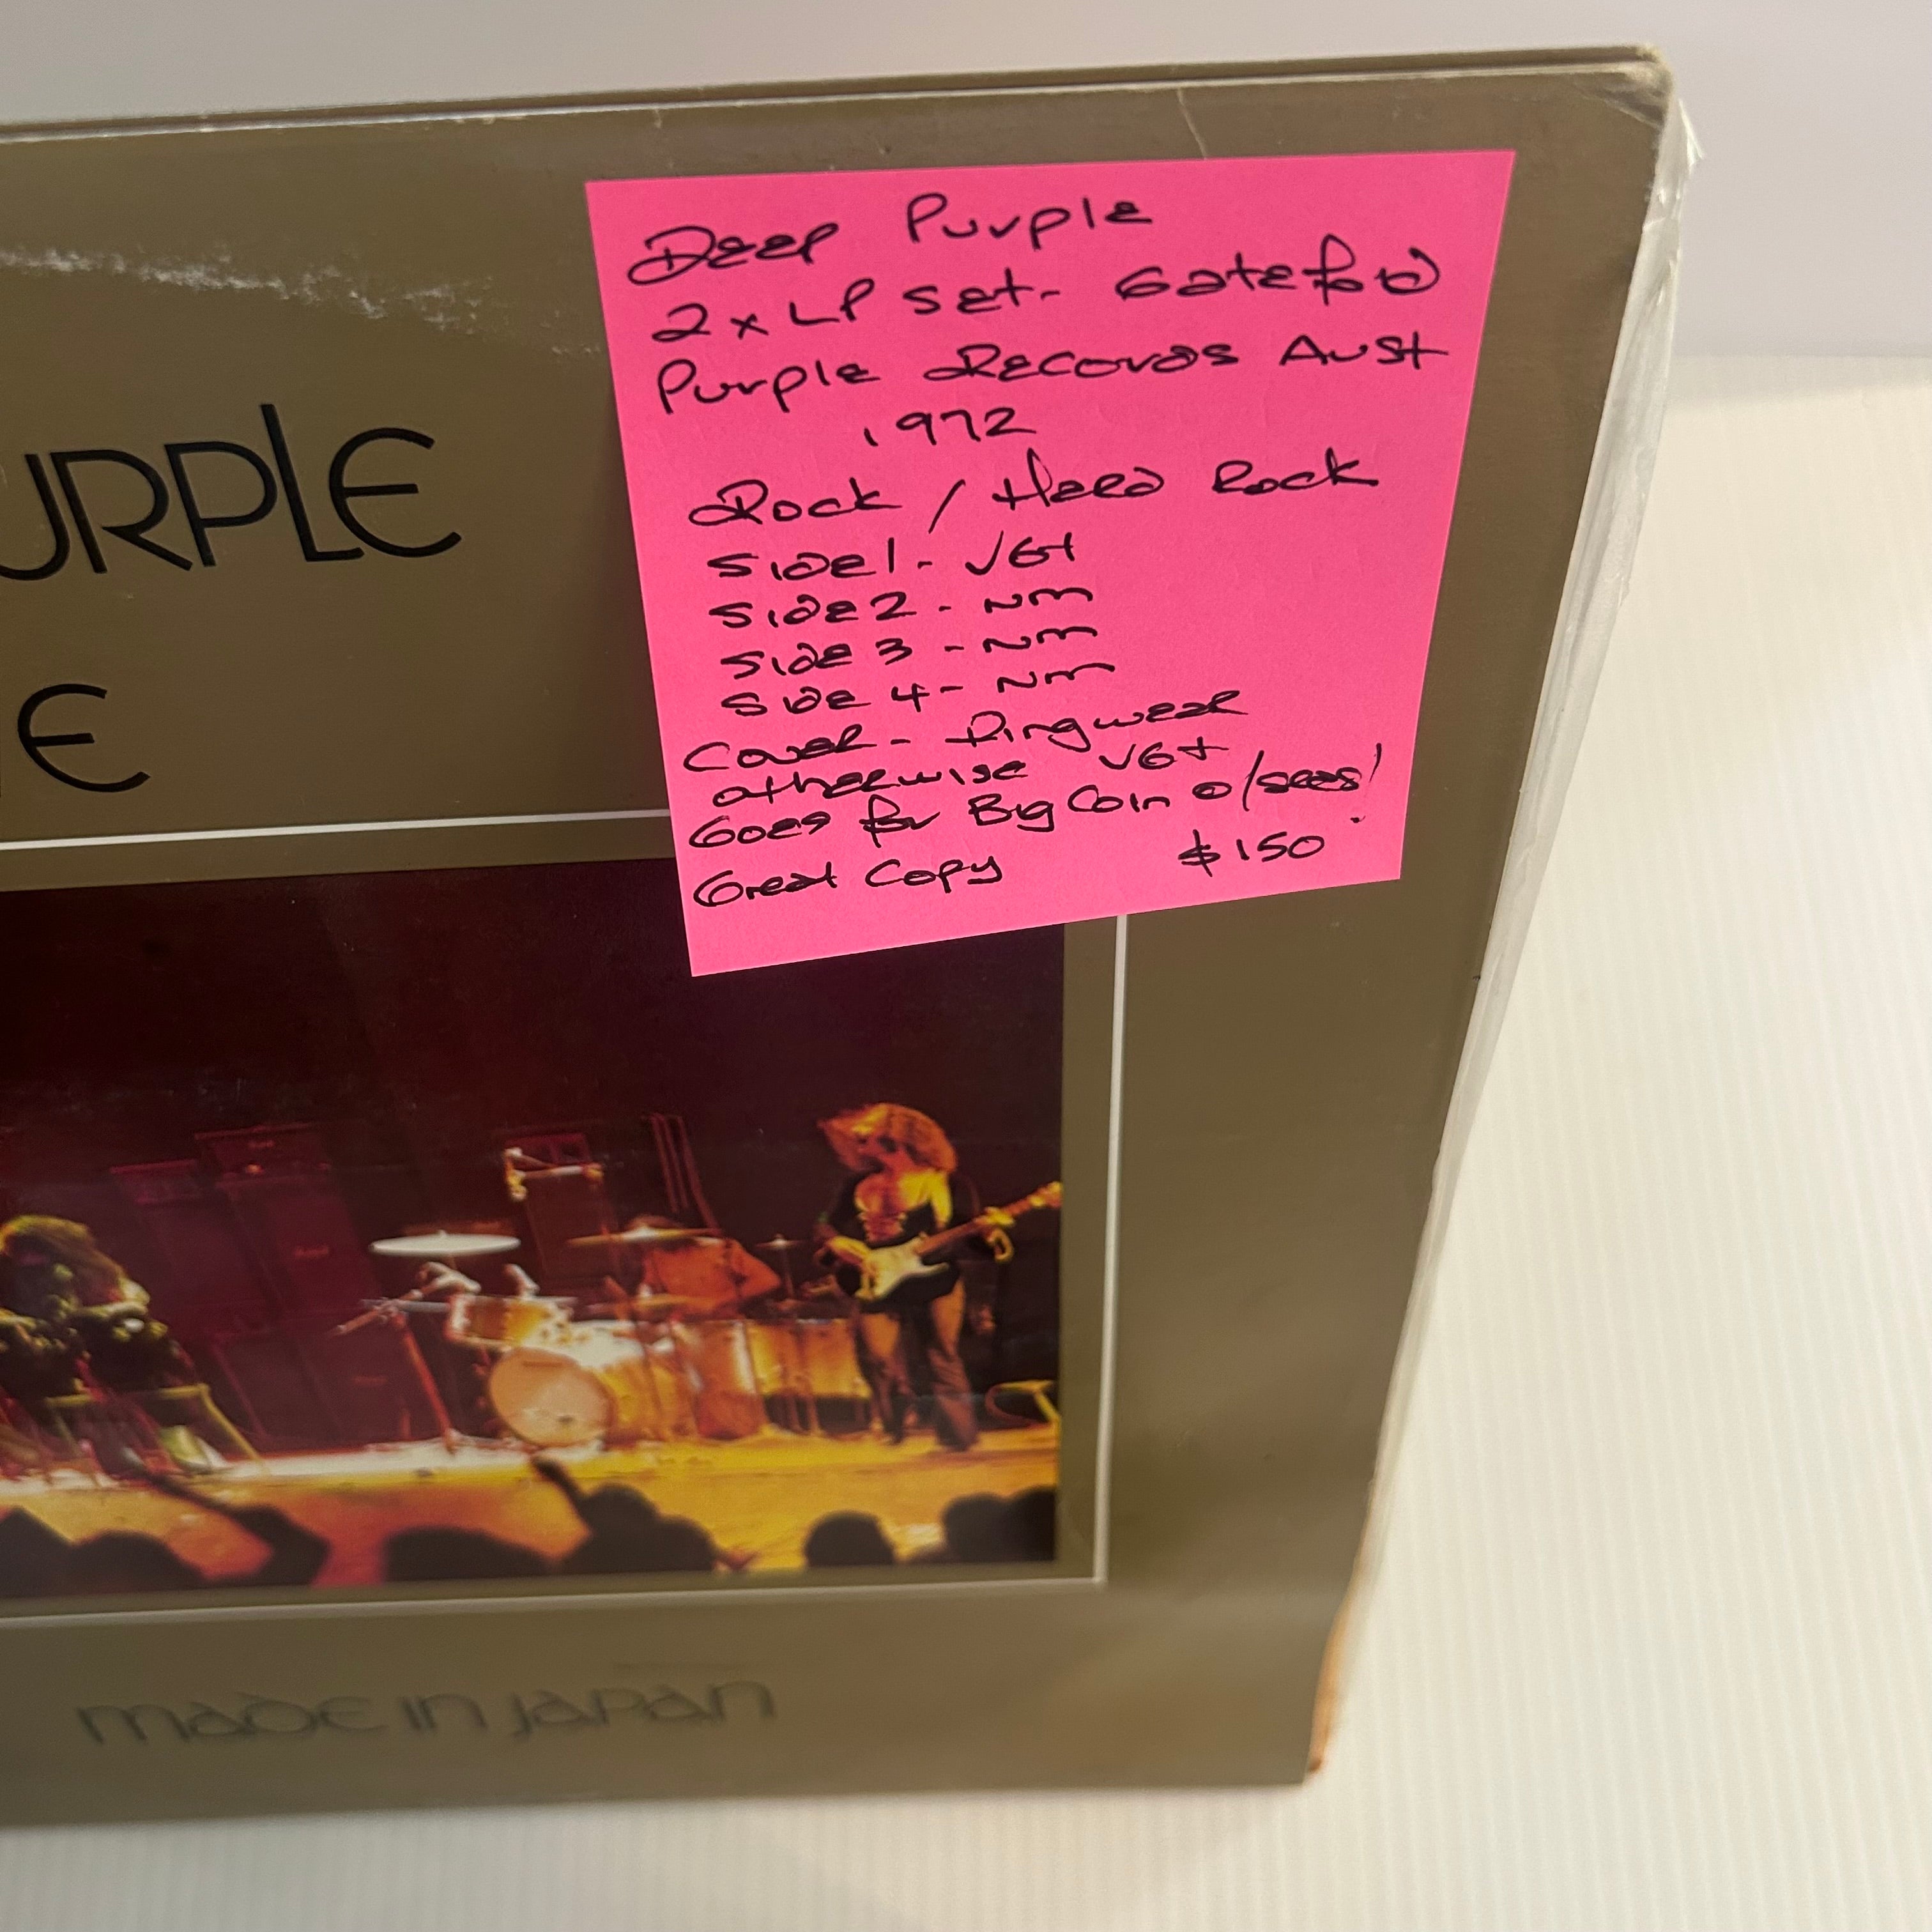 Deep Purple
2 x LP Set - Gatefold
Purple Records Aust
1972
Rock / Hard Rock
Side 1 - VG+
Side 2 - NM
Side 3 - NM
Side 4 - NM
Cover - Ringwear
otherwise VG+
Goes for Big Coin o/seas!
Great Copy $150
URPLE
E
MADE IN JAPAN